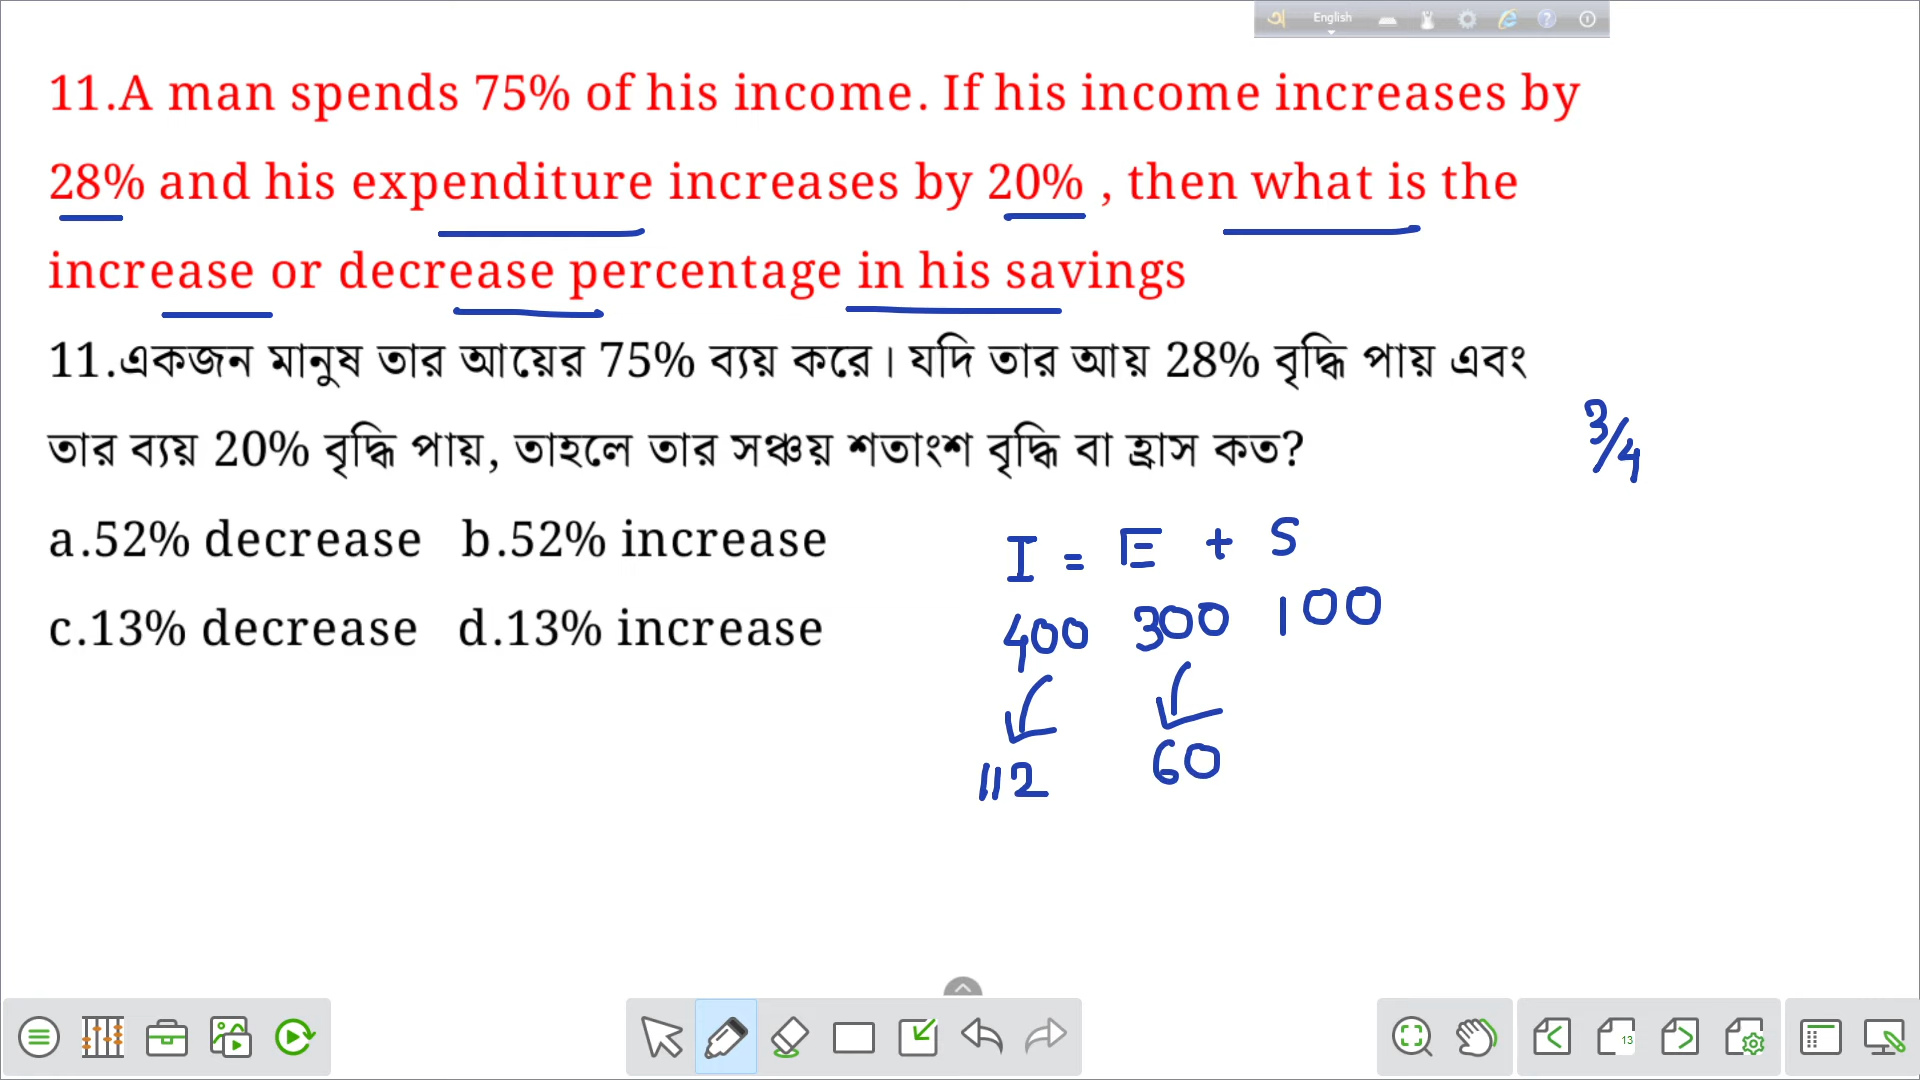 English
11.A man spends 75% of his income. If his income increases by
28% and his expenditure increases by 20% , then what is the
increase or decrease percentage in his savings
11.একজন মানুষ তার আয়ের 75% ব্যয় করে। যদি তার আয় 28% বৃদ্ধি পায় এবং
তার ব্যয় 20% বৃদ্ধি পায়, তাহলে তার সঞ্চয় শতাংশ বৃদ্ধি বা হ্রাস কত?
3/4
a.52% decrease b.52% increase
I = E + S
c.13% decrease d.13% increase
400 300 100
112 60
13